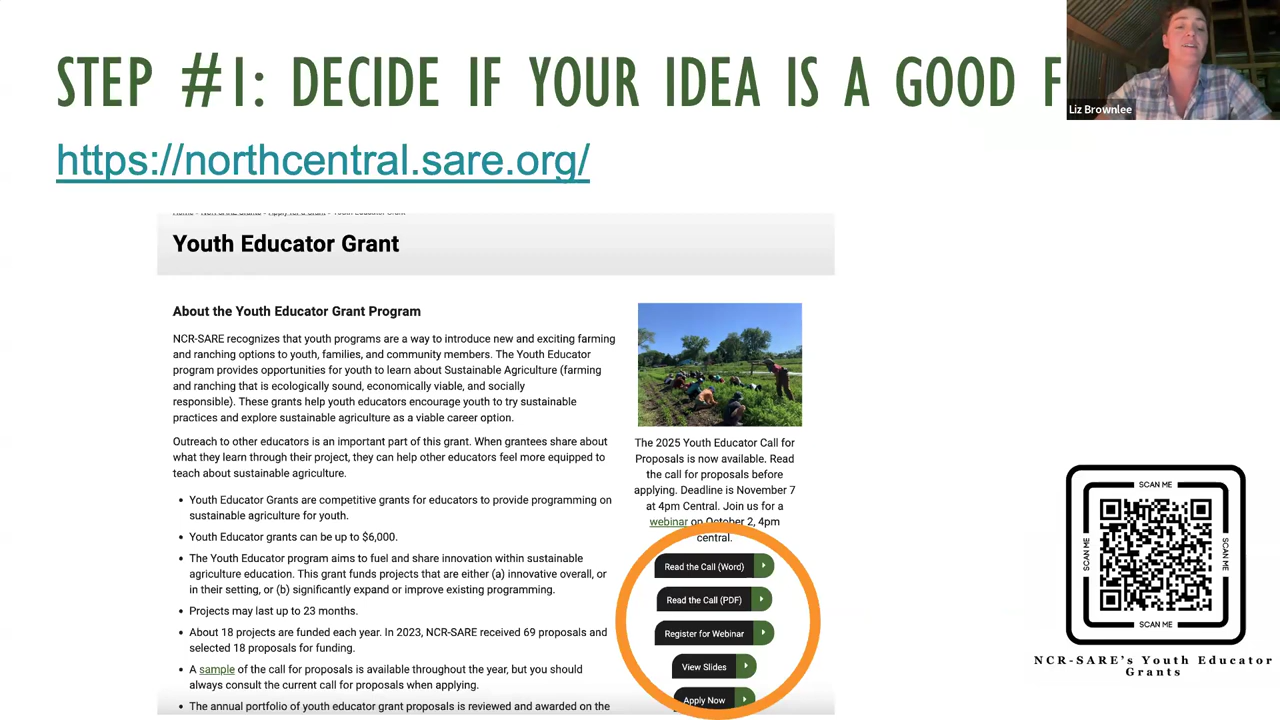 STEP #1: DECIDE IF YOUR IDEA IS A GOOD F
Liz Brownlee
https://northcentral.sare.org/
Home NCR-SARE Grants Apply for a Grant Youth Educator Grant
Youth Educator Grant
About the Youth Educator Grant Program
NCR-SARE recognizes that youth programs are a way to introduce new and exciting farming
and ranching options to youth, families, and community members. The Youth Educator
program provides opportunities for youth to learn about Sustainable Agriculture (farming
and ranching that is ecologically sound, economically viable, and socially
responsible). These grants help youth educators encourage youth to try sustainable
practices and explore sustainable agriculture as a viable career option.
Outreach to other educators is an important part of this grant. When grantees share about
what they learn through their project, they can help other educators feel more equipped to
teach about sustainable agriculture.
• Youth Educator Grants are competitive grants for educators to provide programming on
sustainable agriculture for youth.
• Youth Educator grants can be up to $6,000.
• The Youth Educator program aims to fuel and share innovation within sustainable
agriculture education. This grant funds projects that are either (a) innovative overall, or
in their setting, or (b) significantly expand or improve existing programming.
• Projects may last up to 23 months.
• About 18 projects are funded each year. In 2023, NCR-SARE received 69 proposals and
selected 18 proposals for funding.
• A sample of the call for proposals is available throughout the year, but you should
always consult the current call for proposals when applying.
• The annual portfolio of youth educator grant proposals is reviewed and awarded on the
The 2025 Youth Educator Call for
Proposals is now available. Read
the call for proposals before
applying. Deadline is November 7
at 4pm Central. Join us for a
webinar on October 2, 4pm
central.
Read the Call (Word)
Read the Call (PDF)
Register for Webinar
View Slides
Apply Now
SCAN ME
SCAN ME
SCAN ME
SCAN ME
NCR-SARE's Youth Educator
Grants